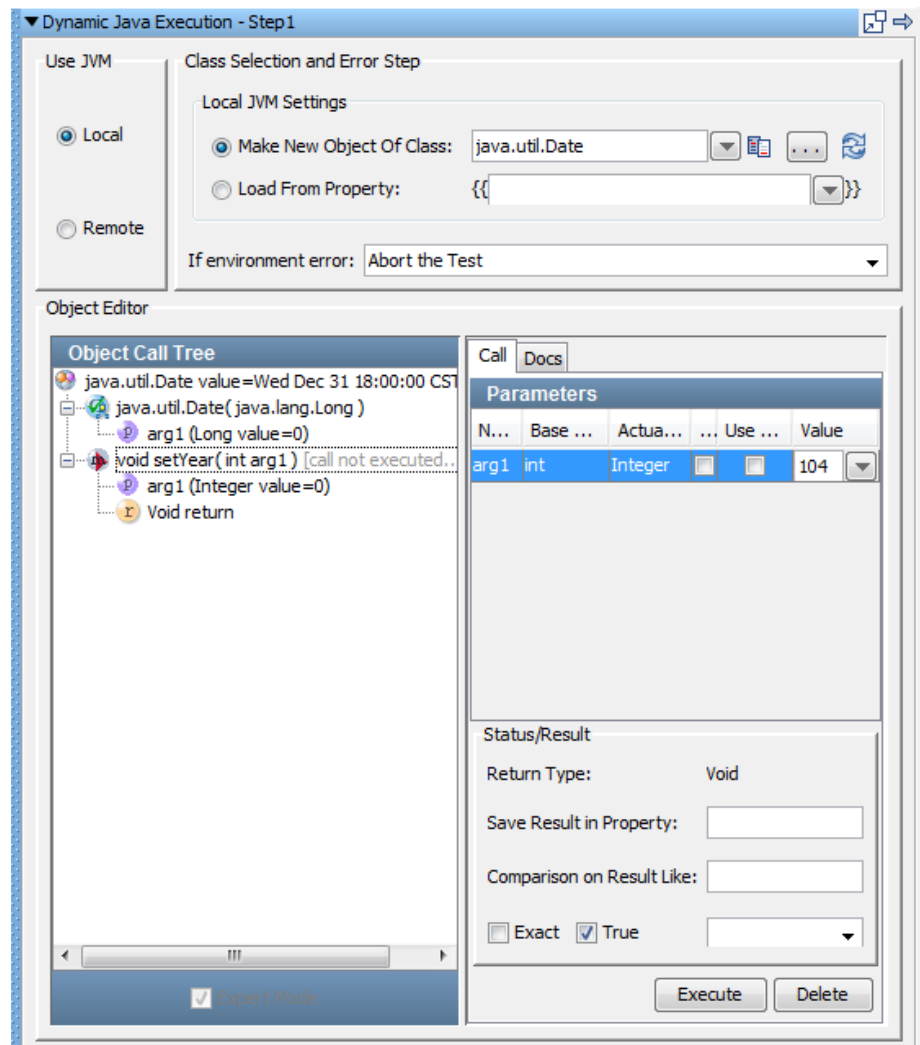 Dynamic Java Execution - Step1
Use JVM
Local
Remote
Class Selection and Error Step
Local JVM Settings
Make New Object Of Class: java.util.Date ...
Load From Property: {{ }}
If environment error: Abort the Test
Object Editor
Object Call Tree
java.util.Date value=Wed Dec 31 18:00:00 CST
java.util.Date( java.lang.Long )
p arg1 (Long value=0)
void setYear( int arg1 ) [call not executed..
p arg1 (Integer value=0)
r Void return
Call Docs
Parameters
N... Base ... Actua... ... Use ... Value
arg1 int Integer 104
Status/Result
Return Type: Void
Save Result in Property:
Comparison on Result Like:
Exact True
Expert Mode
Execute Delete